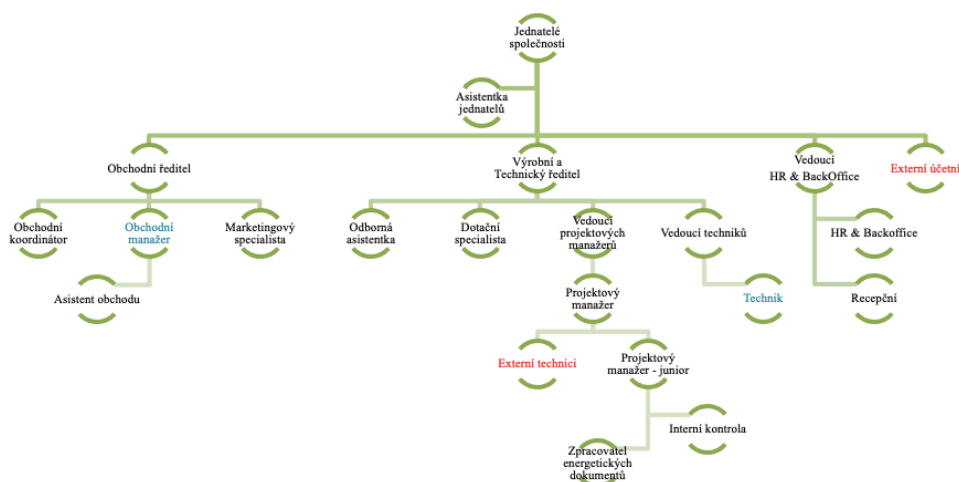 Jednatelé
společnosti
Asistentka
jednatelů
Obchodní ředitel
Výrobní a
Technický ředitel
Vedoucí
HR & BackOffice
Externí účetní
Obchodní
koordinátor
Obchodní
manažer
Marketingový
specialista
Odborná
asistentka
Dotační
specialista
Vedoucí
projektových
manažerů
Vedoucí techniků
HR & Backoffice
Asistent obchodu
Projektový
manažer
Technik
Recepční
Externí technici
Projektový
manažer - junior
Interní kontrola
Zpracovatel
energetických
dokumentů